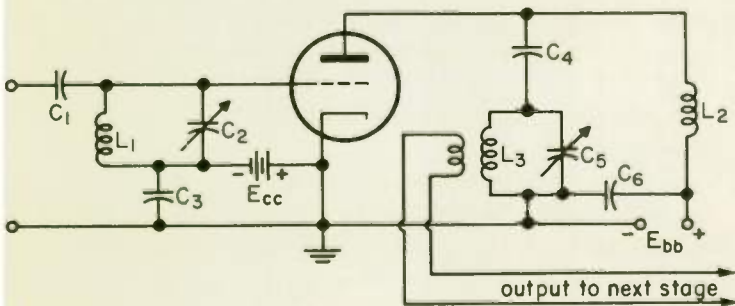 C1
L1
C2
C3
- +
Ecc
C4
L3
C5
C6
L2
- Ebb +
output to next stage